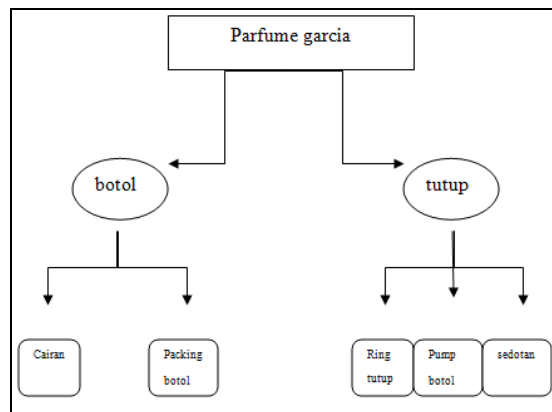 Parfume garcia
botol
tutup
Cairan
Packing
botol
Ring
tutup
Pump
botol
sedotan